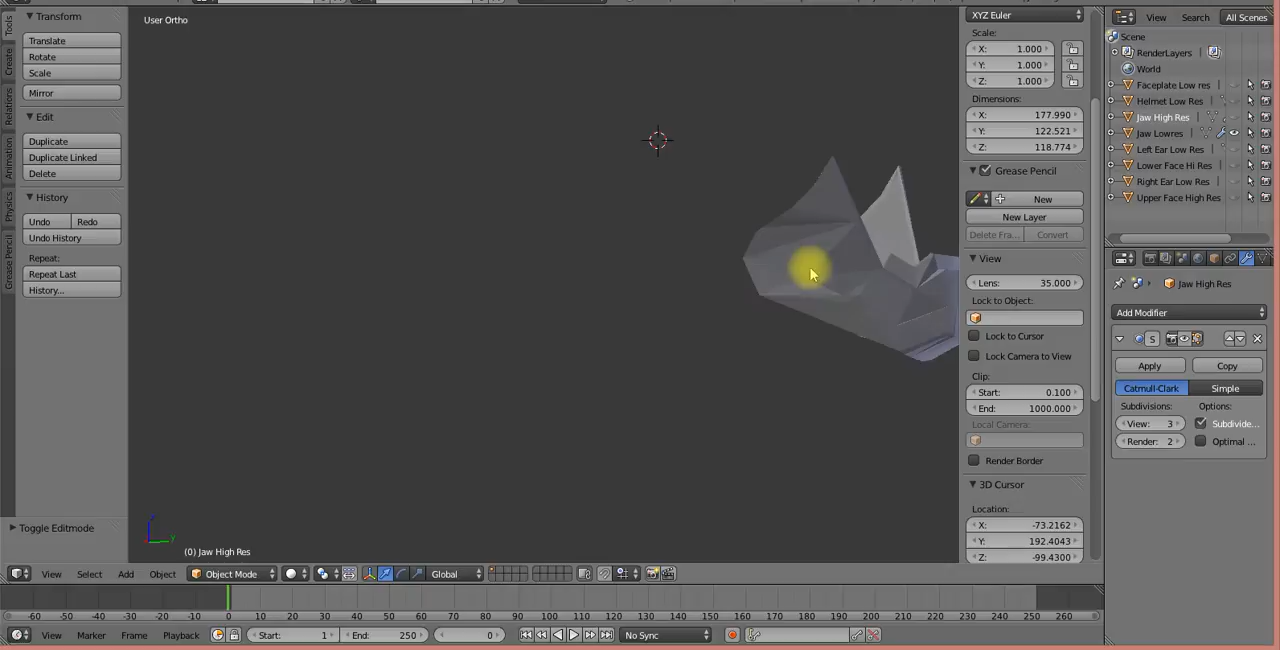 Tools
Create
Relations
Animation
Physics
Grease Pencil
Transform
Translate
Rotate
Scale
Mirror
Edit
Duplicate
Duplicate Linked
Delete
History
Undo Redo
Undo History
Repeat:
Repeat Last
History...
Toggle Editmode
User Ortho
(0) Jaw High Res
XYZ Euler
Scale:
X: 1.000
Y: 1.000
Z: 1.000
Dimensions:
X: 177.990
Y: 122.521
Z: 118.774
Grease Pencil
New
New Layer
Delete Fra... Convert
View
Lens: 35.000
Lock to Object:
Lock to Cursor
Lock Camera to View
Clip:
Start: 0.100
End: 1000.000
Local Camera:
Render Border
3D Cursor
Location:
X: -73.2162
Y: 192.4043
Z: -99.4300
View Search All Scenes
Scene
RenderLayers
World
Faceplate Low res
Helmet Low Res
Jaw High Res
Jaw Lowres
Left Ear Low Res
Lower Face Hi Res
Right Ear Low Res
Upper Face High Res
Jaw High Res
Add Modifier
S
Apply Copy
Catmull-Clark Simple
Subdivisions: Options:
View: 3 Subdivide...
Render: 2 Optimal ...
View Select Add Object Object Mode Global
-60 -50 -40 -30 -20 -10 0 10 20 30 40 50 60 70 80 90 100 110 120 130 140 150 160 170 180 190 200 210 220 230 240 250 260
View Marker Frame Playback Start: 1 End: 250 0 No Sync